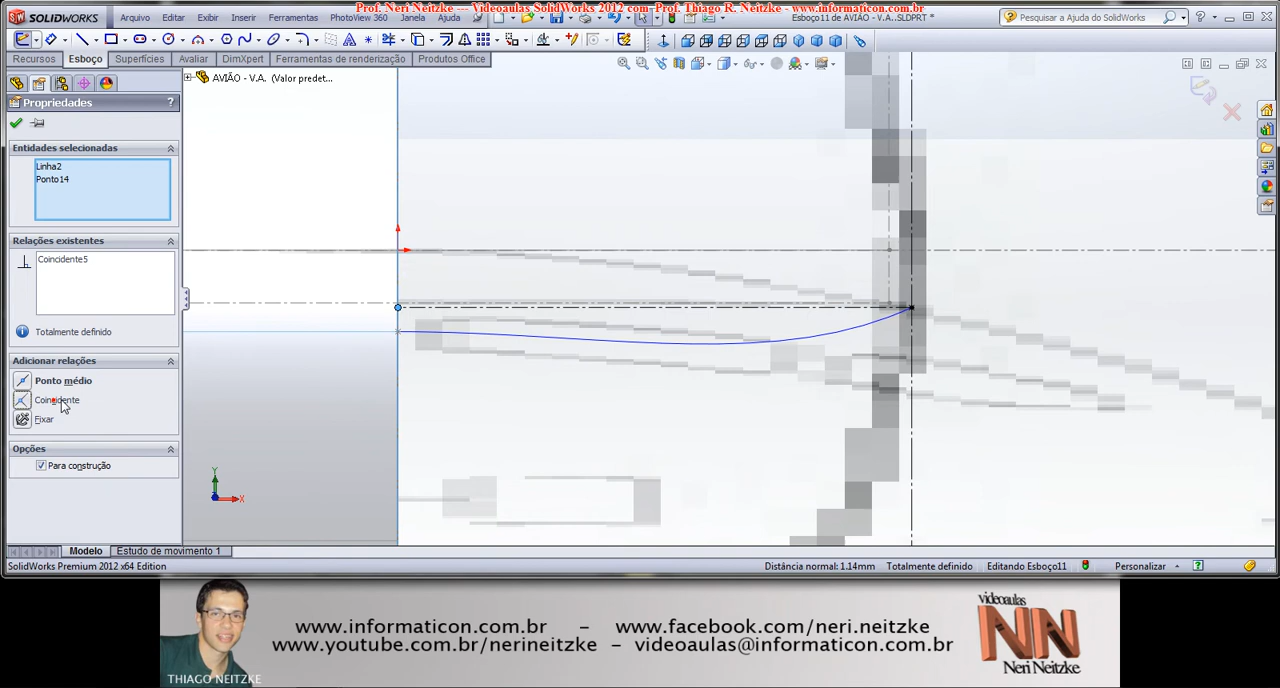 Prof. Neri Neitzke --- Videoaulas SolidWorks 2012 com Prof. Thiago R. Neitzke - www.informaticon.com.br
SOLIDWORKS
Arquivo Editar Exibir Inserir Ferramentas PhotoView 360 Janela Ajuda
Esboço11 de AVIÃO - V.A..SLDPRT *
Pesquisar a Ajuda do SolidWorks
Recursos Esboço Superfícies Avaliar DimXpert Ferramentas de renderização Produtos Office
AVIÃO - V.A. (Valor predet...
Propriedades ?
Entidades selecionadas
Linha2
Ponto14
Relações existentes
Coincidente5
Totalmente definido
Adicionar relações
Ponto médio
Coincidente
Fixar
Opções
Para construção
Y
X
Modelo Estudo de movimento 1
SolidWorks Premium 2012 x64 Edition
Distância normal: 1.14mm Totalmente definido Editando Esboço11 Personalizar ?
www.informaticon.com.br - www.facebook.com/neri.neitzke
www.youtube.com.br/nerineitzke - videoaulas@informaticon.com.br
THIAGO NEITZKE
videoaulas
NN
Neri Neitzke